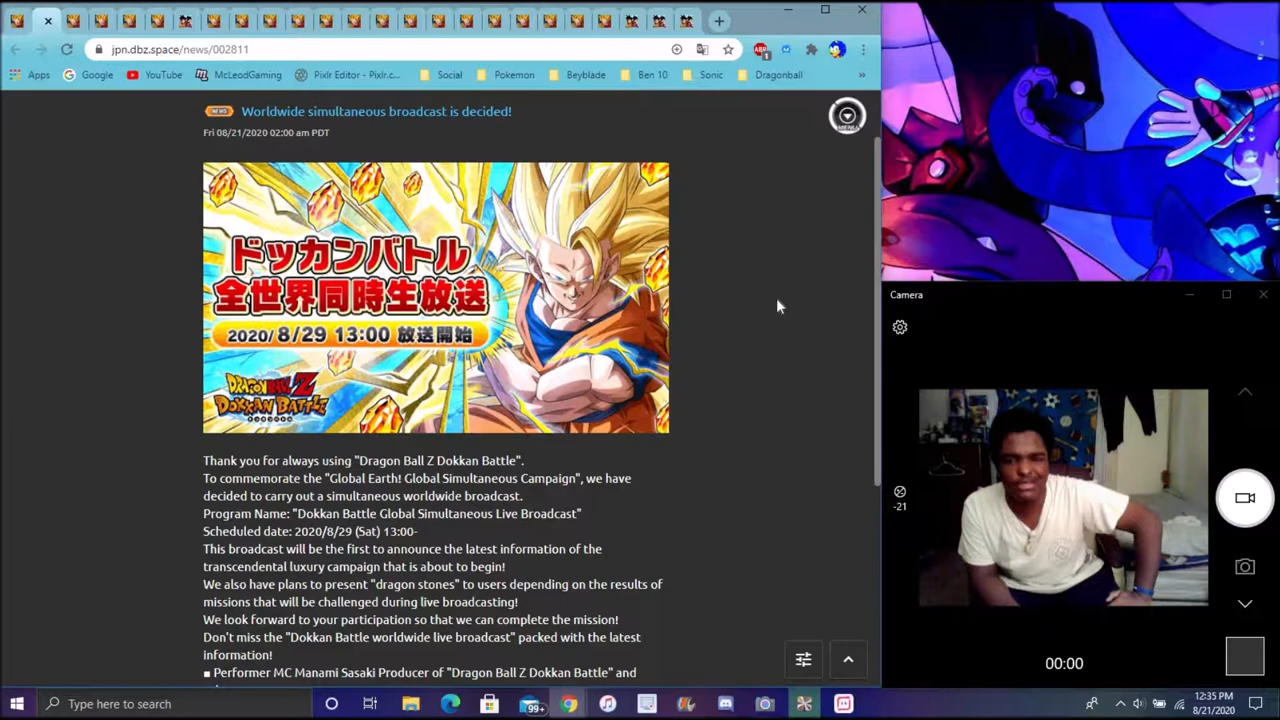 jpn.dbz.space/news/002811
Apps Google YouTube McLeodGaming Pixlr Editor - Pixlr.c... Social Pokemon Beyblade Ben 10 Sonic Dragonball »
NEWS Worldwide simultaneous broadcast is decided!
Fri 08/21/2020 02:00 am PDT
MENU
ドッカンバトル
全世界同時生放送
2020/8/29 13:00 放送開始
DRAGON BALL Z
DOKKAN BATTLE
Thank you for always using "Dragon Ball Z Dokkan Battle".
To commemorate the "Global Earth! Global Simultaneous Campaign", we have
decided to carry out a simultaneous worldwide broadcast.
Program Name: "Dokkan Battle Global Simultaneous Live Broadcast"
Scheduled date: 2020/8/29 (Sat) 13:00-
This broadcast will be the first to announce the latest information of the
transcendental luxury campaign that is about to begin!
We also have plans to present "dragon stones" to users depending on the results of
missions that will be challenged during live broadcasting!
We look forward to your participation so that we can complete the mission!
Don't miss the "Dokkan Battle worldwide live broadcast" packed with the latest
information!
■ Performer MC Manami Sasaki Producer of "Dragon Ball Z Dokkan Battle" and
Camera
-21
00:00
Type here to search
99+
12:35 PM
8/21/2020